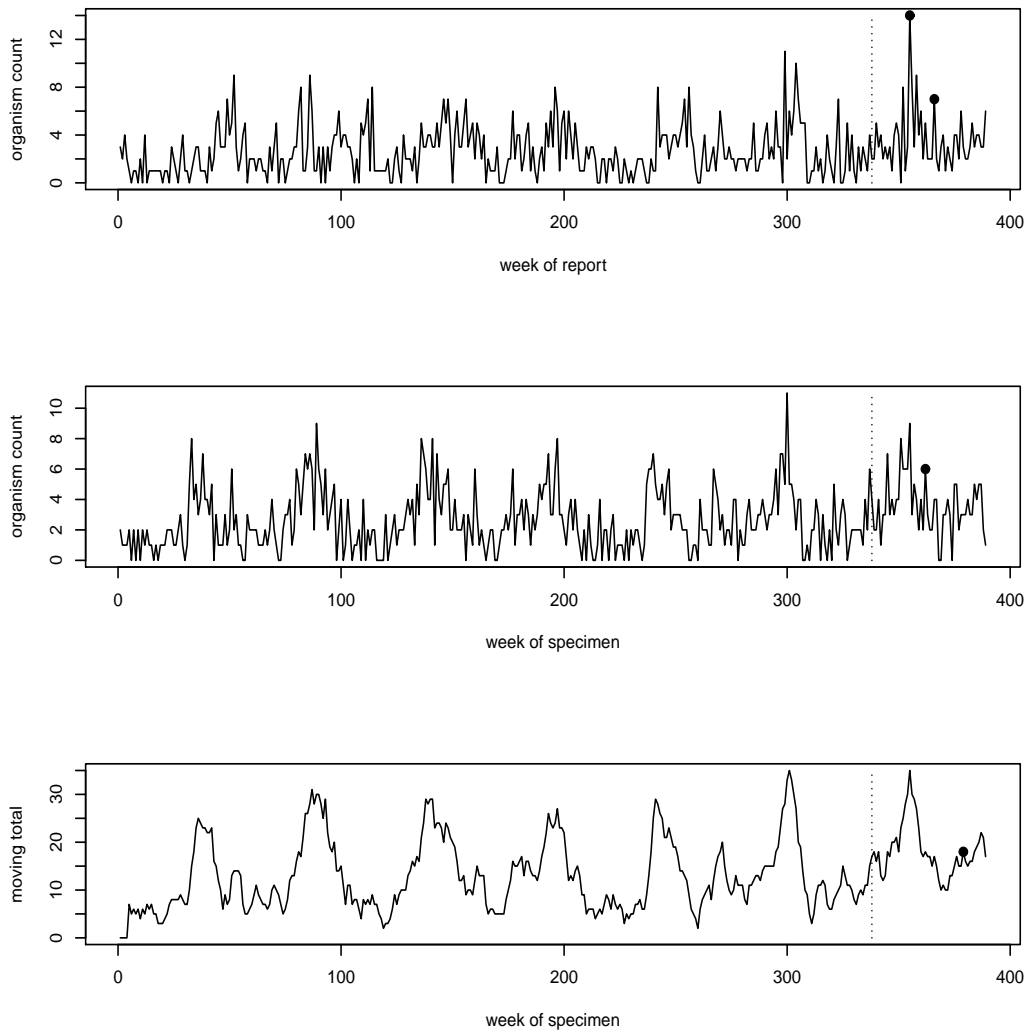 organism count
0 4 8 12
0 100 200 300 400
week of report
organism count
0 2 4 6 8 10
0 100 200 300 400
week of specimen
moving total
0 10 20 30
0 100 200 300 400
week of specimen